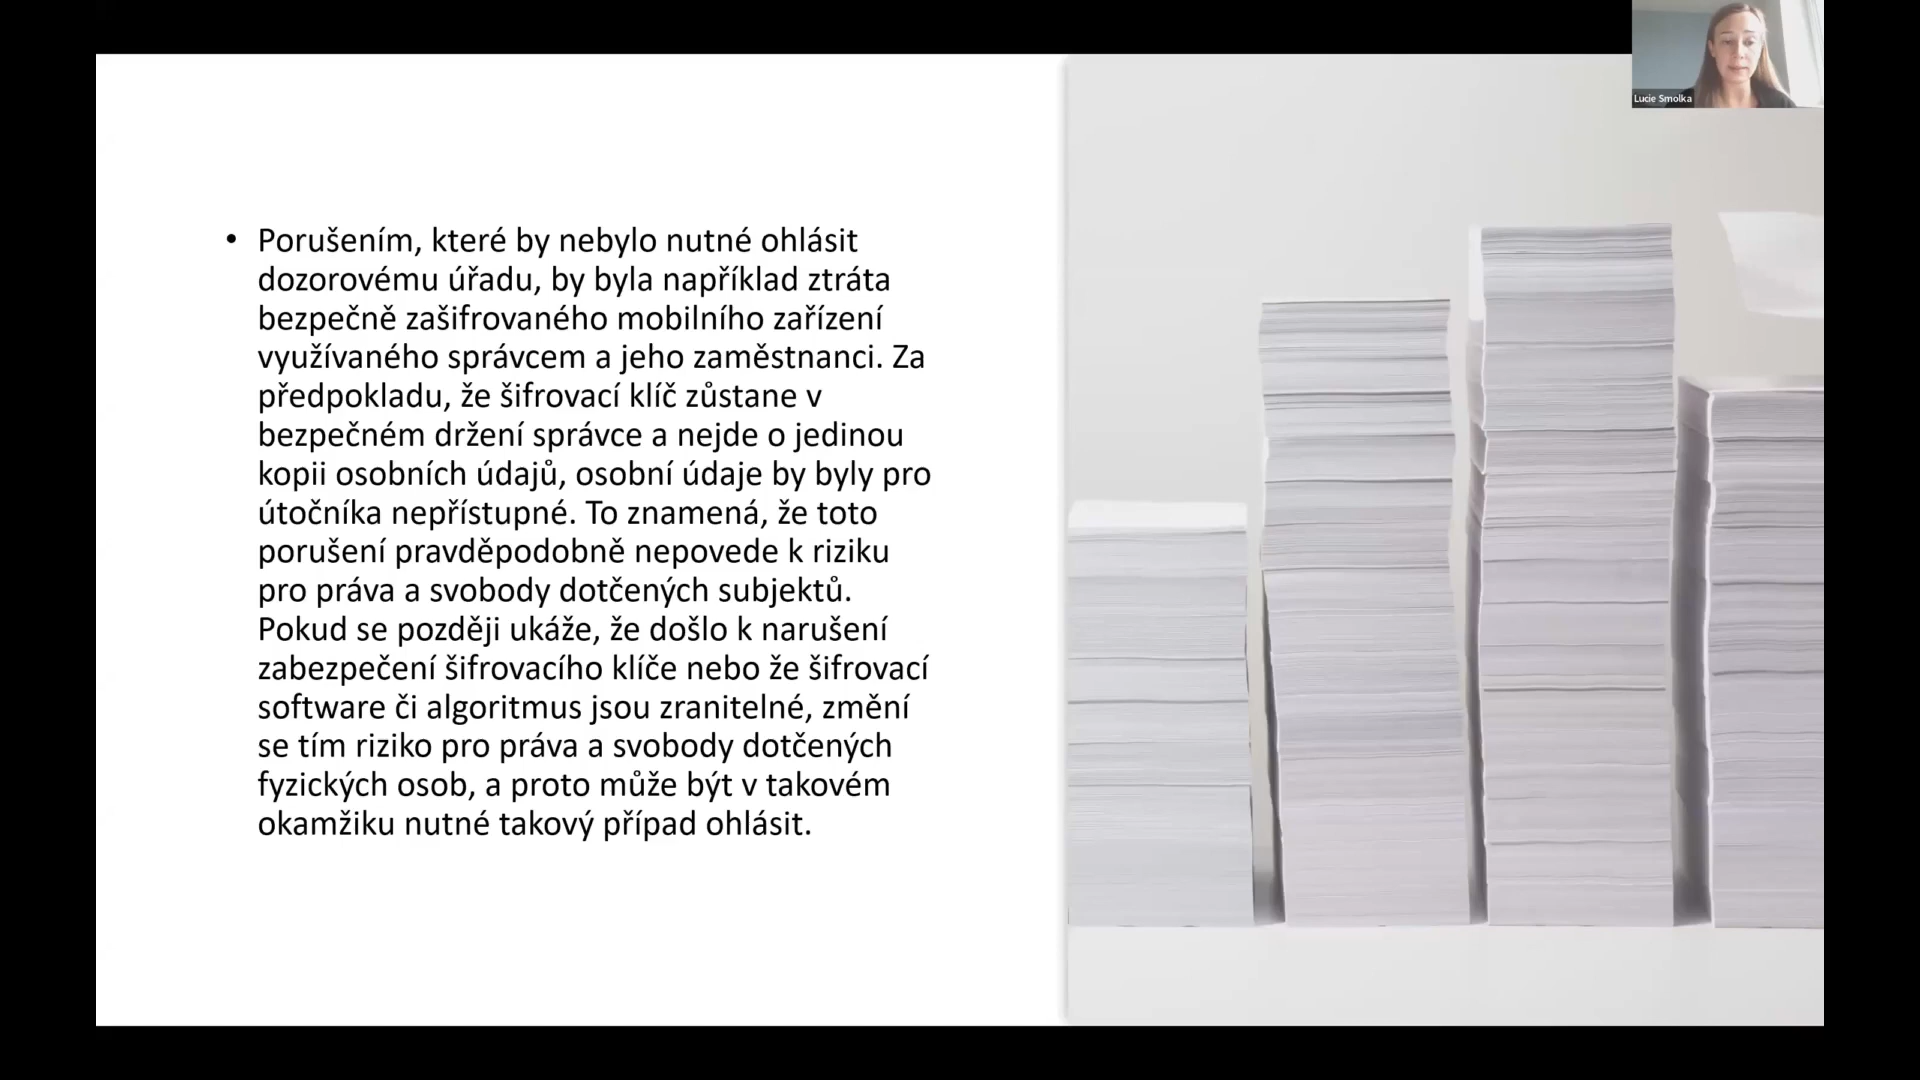 Lucie Smolka
• Porušením, které by nebylo nutné ohlásit
dozorovému úřadu, by byla například ztráta
bezpečně zašifrovaného mobilního zařízení
využívaného správcem a jeho zaměstnanci. Za
předpokladu, že šifrovací klíč zůstane v
bezpečném držení správce a nejde o jedinou
kopii osobních údajů, osobní údaje by byly pro
útočníka nepřístupné. To znamená, že toto
porušení pravděpodobně nepovede k riziku
pro práva a svobody dotčených subjektů.
Pokud se později ukáže, že došlo k narušení
zabezpečení šifrovacího klíče nebo že šifrovací
software či algoritmus jsou zranitelné, změní
se tím riziko pro práva a svobody dotčených
fyzických osob, a proto může být v takovém
okamžiku nutné takový případ ohlásit.